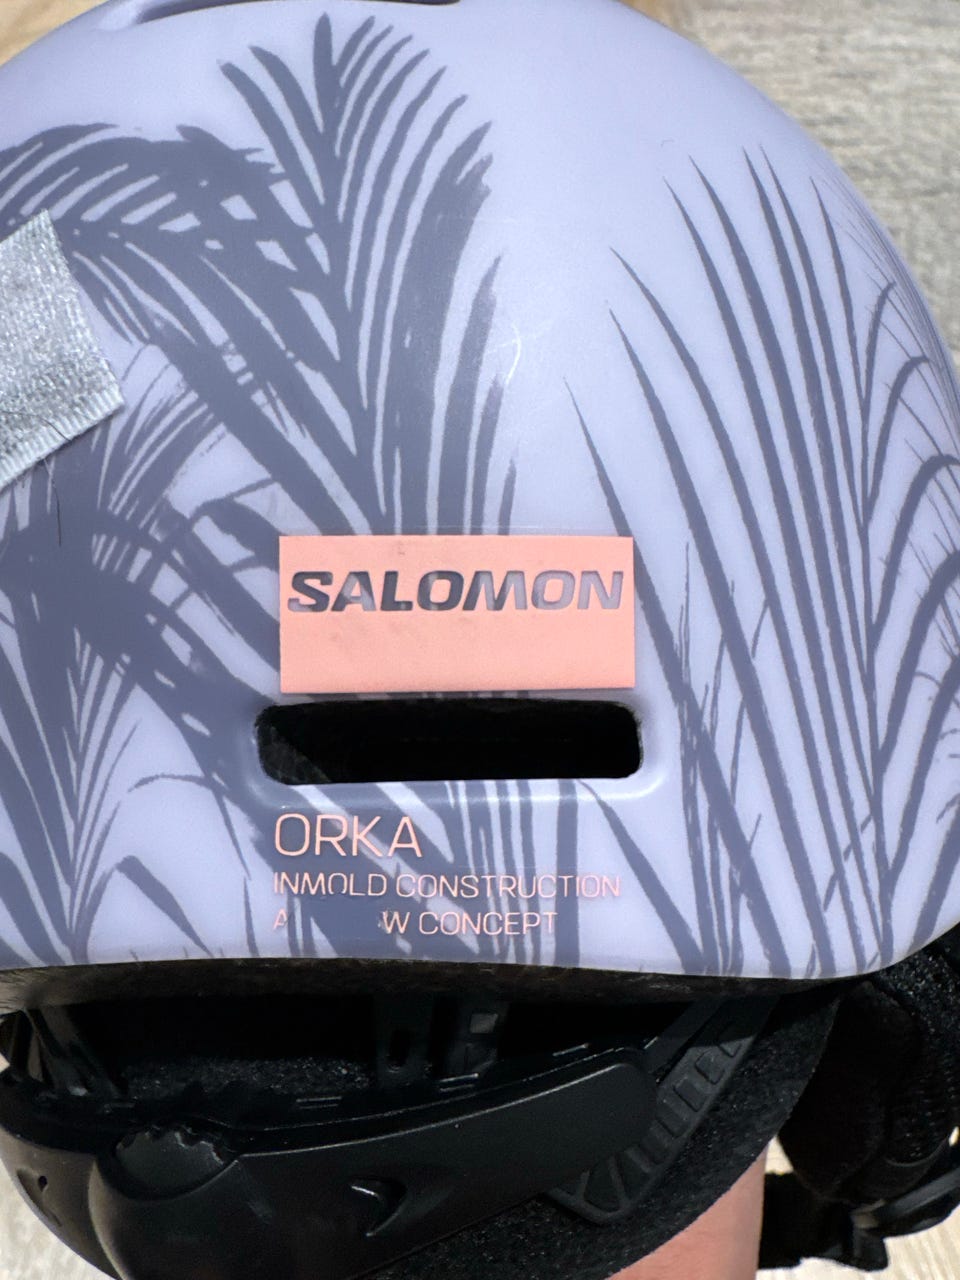 SALOMON
ORKA
INMOLD CONSTRUCTION
CONCEPT